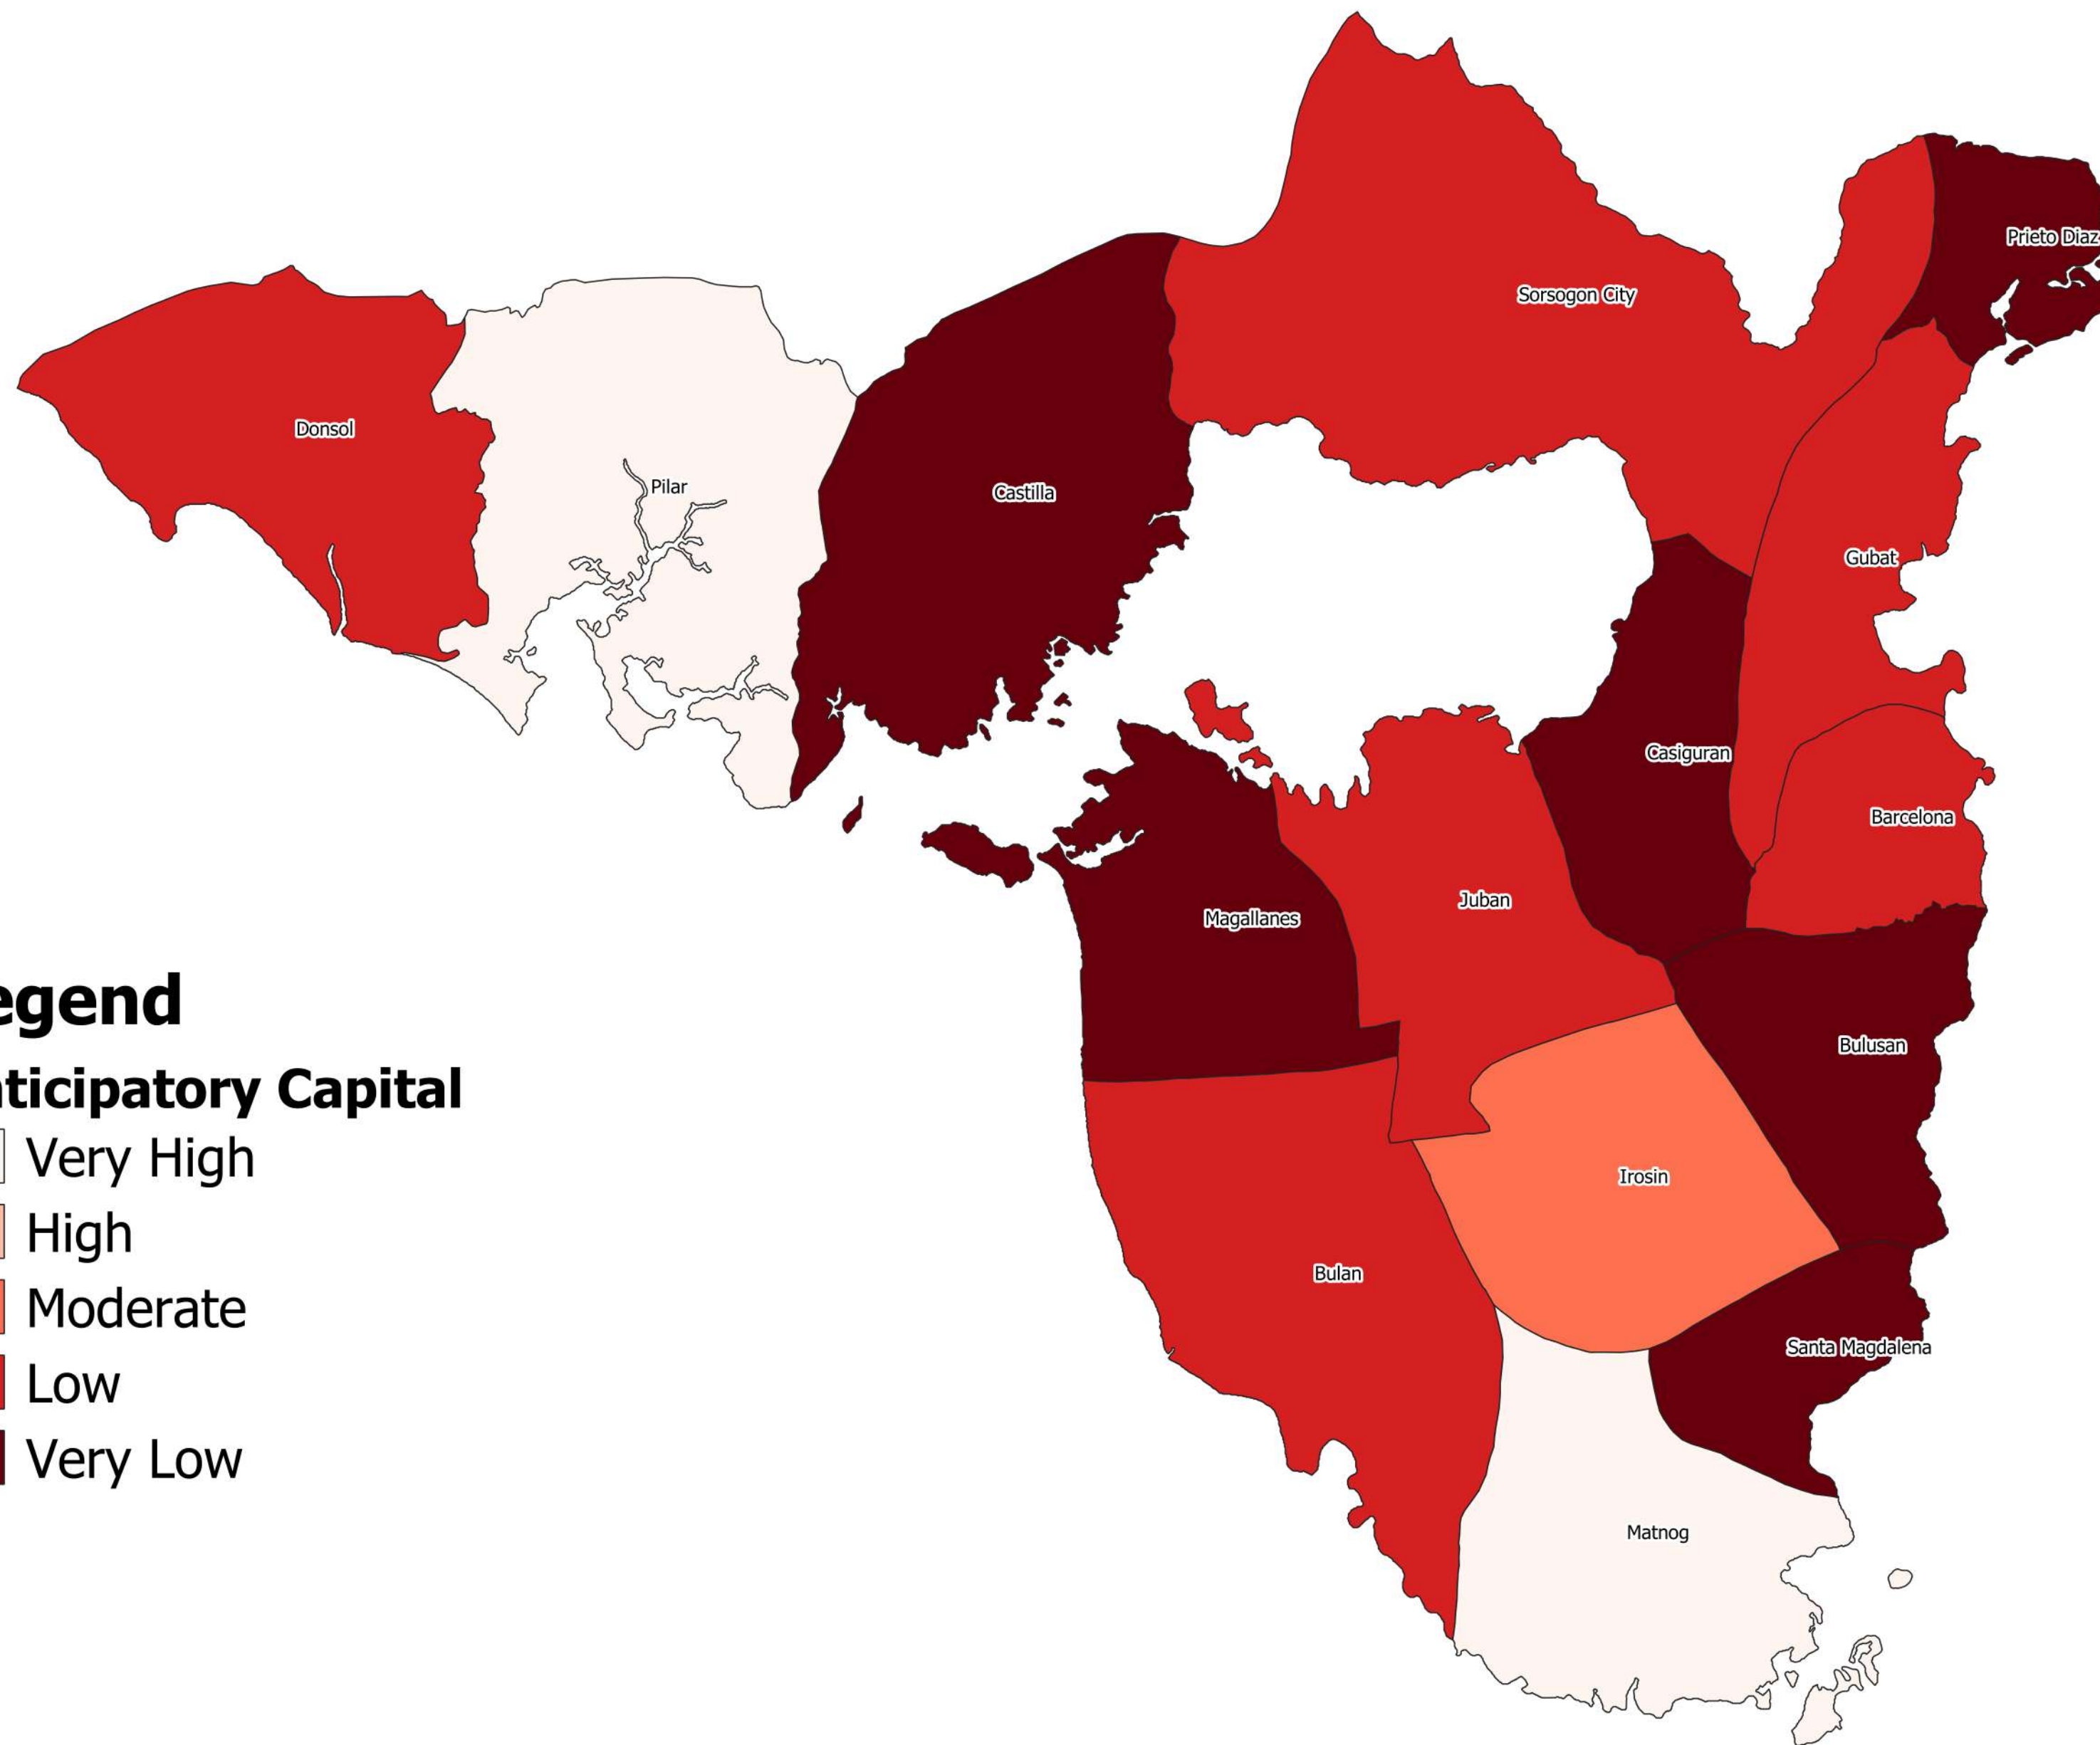 Prieto Diaz
Sorsogon City
Donsol
Pilar
Castilla
Gubat
Casiguran
Barcelona
Juban
Magallanes
egend
Bulusan
ticipatory Capital
Very High
Irosin
High
Bulan
Moderate
Santa Magdalena
Low
Very Low
Matnog